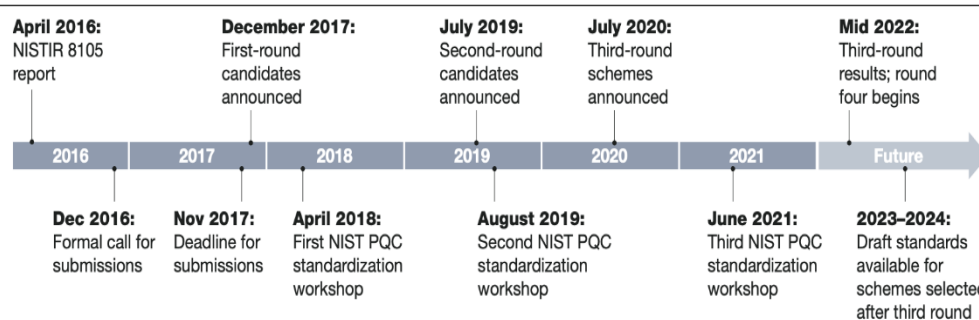 April 2016:
NISTIR 8105
report
December 2017:
First-round
candidates
announced
July 2019:
Second-round
candidates
announced
July 2020:
Third-round
schemes
announced
Mid 2022:
Third-round
results; round
four begins
2016
2017
2018
2019
2020
2021
Future
Dec 2016:
Formal call for
submissions
Nov 2017:
Deadline for
submissions
April 2018:
First NIST PQC
standardization
workshop
August 2019:
Second NIST PQC
standardization
workshop
June 2021:
Third NIST PQC
standardization
workshop
2023–2024:
Draft standards
available for
schemes selected
after third round